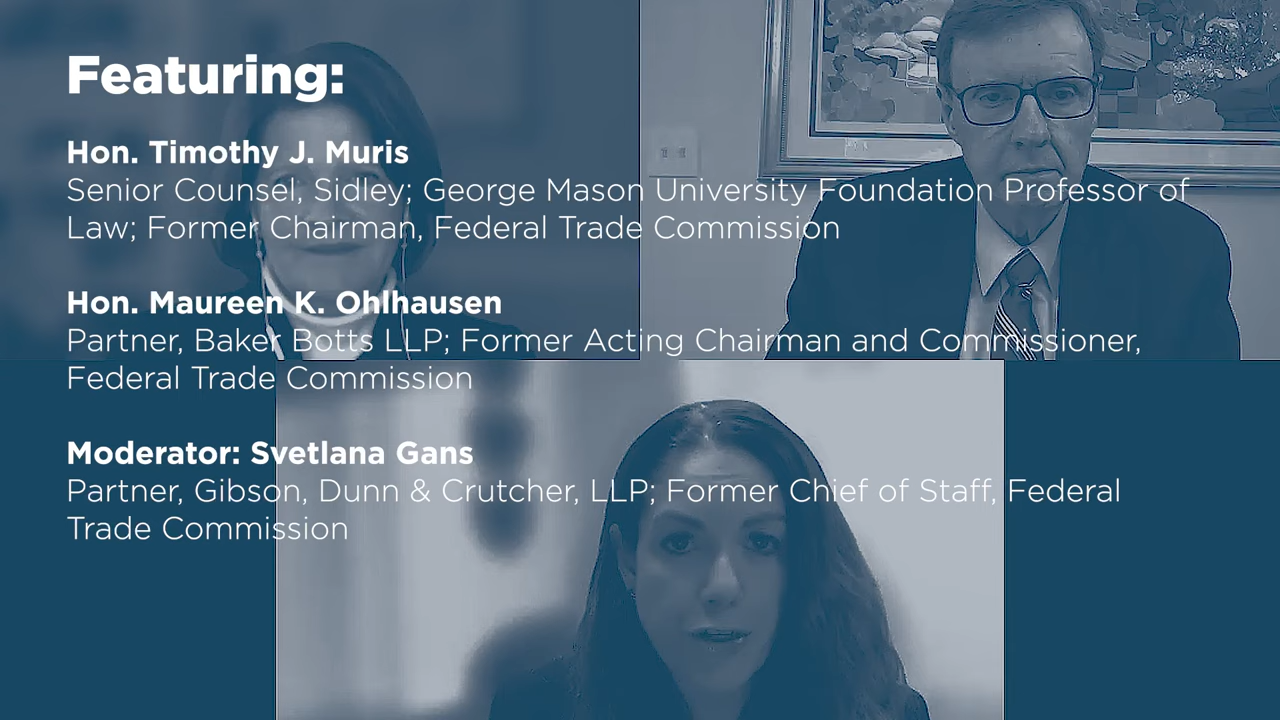 Featuring:
Hon. Timothy J. Muris
Senior Counsel, Sidley; George Mason University Foundation Professor of
Law; Former Chairman, Federal Trade Commission
Hon. Maureen K. Ohlhausen
Partner, Baker Botts LLP; Former Acting Chairman and Commissioner,
Federal Trade Commission
Moderator: Svetlana Gans
Partner, Gibson, Dunn & Crutcher, LLP; Former Chief of Staff, Federal
Trade Commission